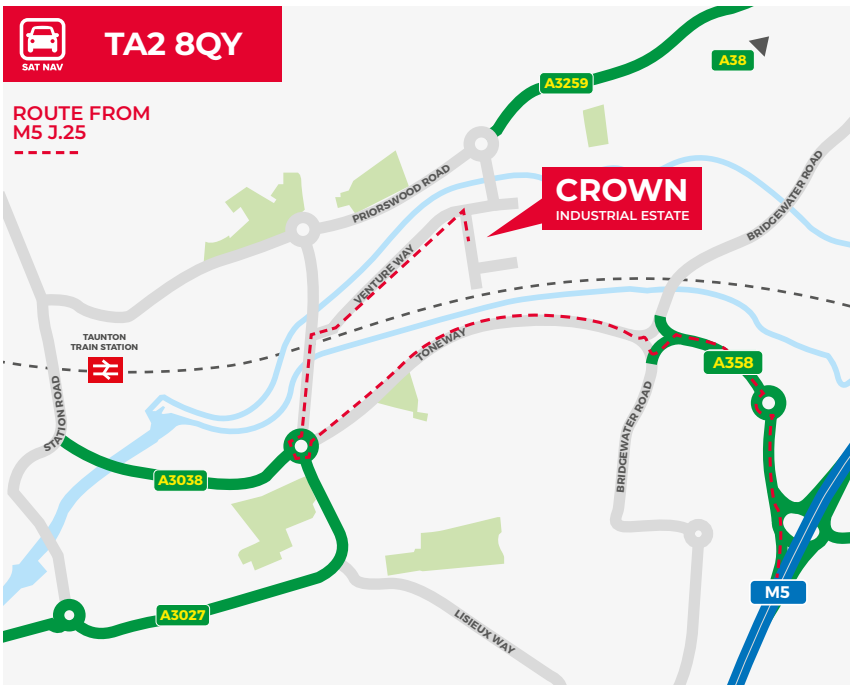 TA2 8QY
SAT NAV
ROUTE FROM
M5 J.25
A38
A3259
BRIDGEWATER ROAD
PRIORSWOOD ROAD
CROWN
INDUSTRIAL ESTATE
VENTURE WAY
TAUNTON
TRAIN STATION
TONEWAY
A358
STATION ROAD
BRIDGEWATER ROAD
A3038
M5
A3027
LISIEUX WAY